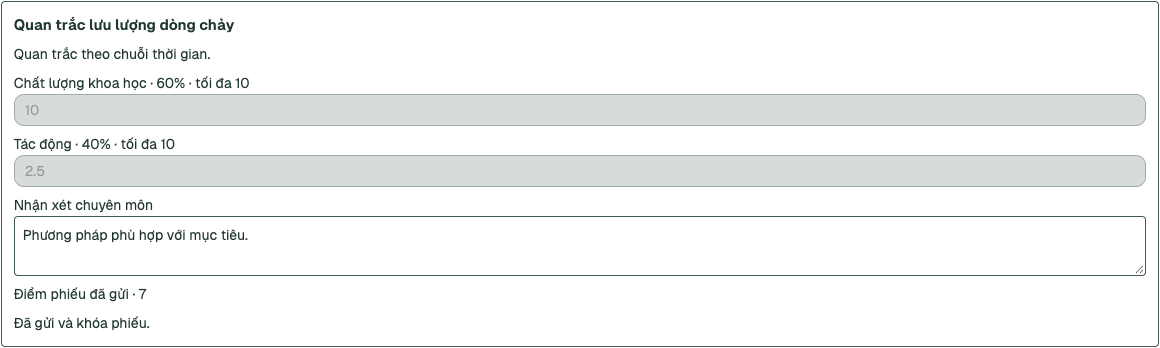 Quan trắc lưu lượng dòng chảy
Quan trắc theo chuỗi thời gian.
Chất lượng khoa học · 60% · tối đa 10
10
Tác động · 40% · tối đa 10
2.5
Nhận xét chuyên môn
Phương pháp phù hợp với mục tiêu.
Điểm phiếu đã gửi · 7
Đã gửi và khóa phiếu.